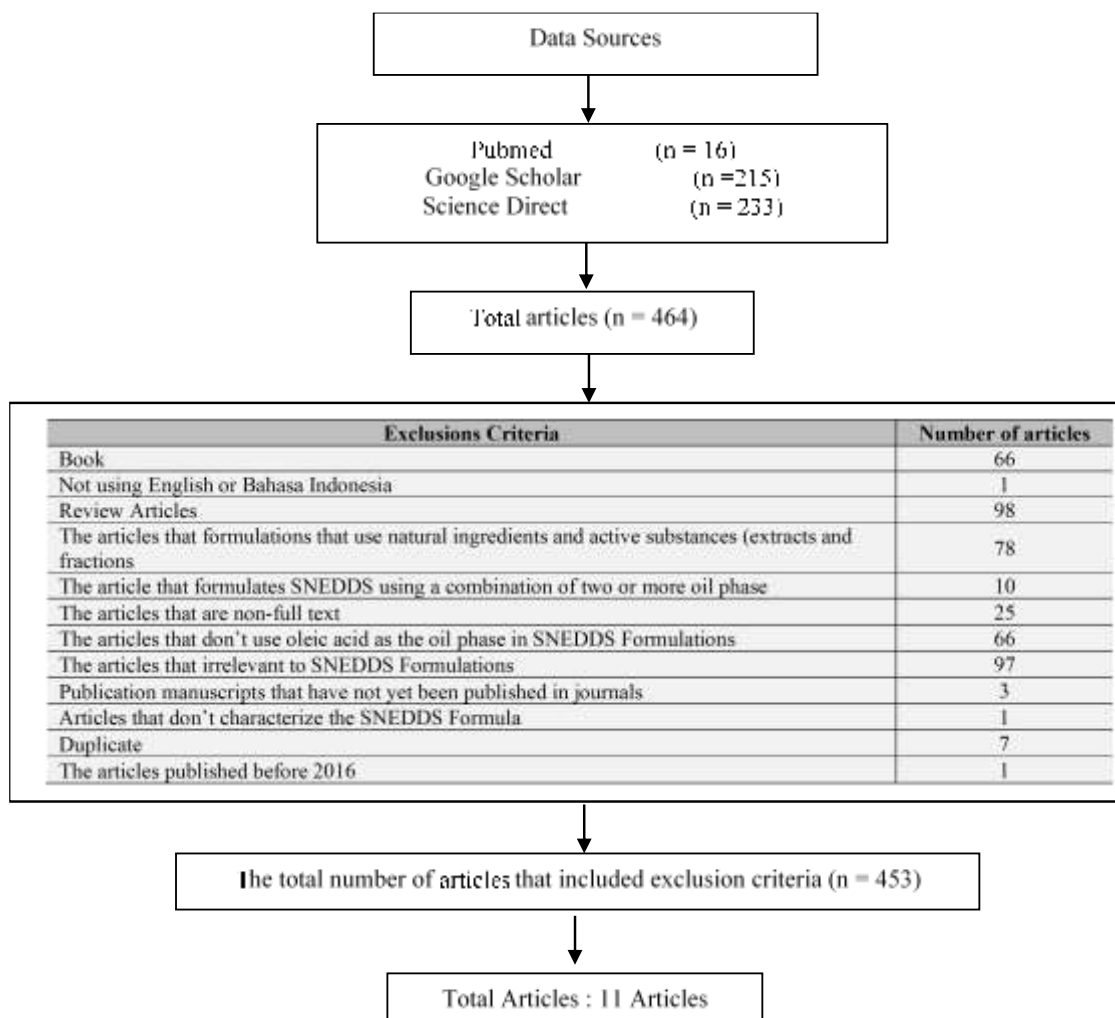 Data Sources
Pubmed (n = 16)
Google Scholar (n =215)
Science Direct (n = 233)
Total articles (n = 464)
Exclusions Criteria Number of articles
Book 66
Not using English or Bahasa Indonesia 1
Review Articles 98
The articles that formulations that use natural ingredients and active substances (extracts and
fractions 78
The article that formulates SNEDDS using a combination of two or more oil phase 10
The articles that are non-full text 25
The articles that don't use oleic acid as the oil phase in SNEDDS Formulations 66
The articles that irrelevant to SNEDDS Formulations 97
Publication manuscripts that have not yet been published in journals 3
Articles that don't characterize the SNEDDS Formula 1
Duplicate 7
The articles published before 2016 1
The total number of articles that included exclusion criteria (n = 453)
Total Articles : 11 Articles